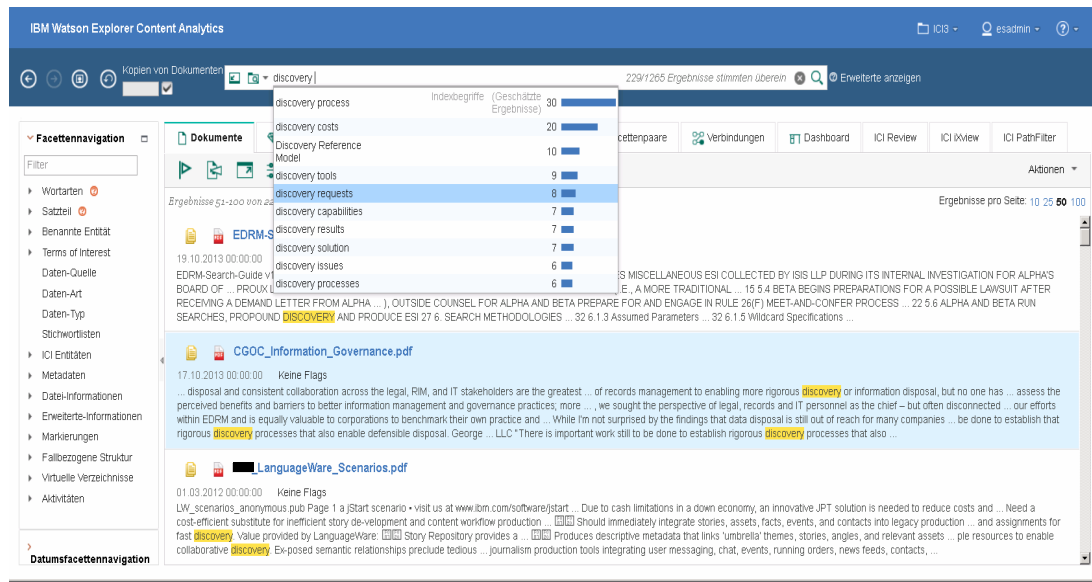 IBM Watson Explorer Content Analytics
ICI3
esadmin
Kopien von Dokumenten
discovery
229/1265 Ergebnisse stimmten überein
Erweiterte anzeigen
Indexbegriffe (Geschätzte Ergebnisse)
discovery process 30
discovery costs 20
Discovery Reference Model 10
discovery tools 9
discovery requests 8
discovery capabilities 7
discovery results 7
discovery solution 7
discovery issues 6
discovery processes 6
Facettennavigation
Filter
Wortarten
Satzteil
Benannte Entität
Terms of Interest
Daten-Quelle
Daten-Art
Daten-Typ
Stichwortlisten
ICI Entitäten
Metadaten
Datei-Informationen
Erweiterte-Informationen
Markierungen
Fallbezogene Struktur
Virtuelle Verzeichnisse
Aktivitäten
Datumsfacettennavigation
Dokumente
cettenpaare
Verbindungen
Dashboard
ICI Review
ICI iXview
ICI PathFilter
Aktionen
Ergebnisse 51-100 von 22
Ergebnisse pro Seite: 10 25 50 100
EDRM-S
19.10.2013 00:00:00
EDRM-Search-Guide v1 S MISCELLANEOUS ESI COLLECTED BY ISIS LLP DURING ITS INTERNAL INVESTIGATION FOR ALPHA'S
BOARD OF ... PROUX L .E., A MORE TRADITIONAL ... 15 5.4 BETA BEGINS PREPARATIONS FOR A POSSIBLE LAWSUIT AFTER
RECEIVING A DEMAND LETTER FROM ALPHA ... ), OUTSIDE COUNSEL FOR ALPHA AND BETA PREPARE FOR AND ENGAGE IN RULE 26(F) MEET-AND-CONFER PROCESS ... 22 5.6 ALPHA AND BETA RUN
SEARCHES, PROPOUND DISCOVERY AND PRODUCE ESI 27 6. SEARCH METHODOLOGIES ... 32 6.1.3 Assumed Parameters ... 32 6.1.5 Wildcard Specifications ...
CGOC_Information_Governance.pdf
17.10.2013 00:00:00 Keine Flags
... disposal and consistent collaboration across the legal, RIM, and IT stakeholders are the greatest ... of records management to enabling more rigorous discovery or information disposal, but no one has ... assess the
perceived benefits and barriers to better information management and governance practices; more ... , we sought the perspective of legal, records and IT personnel as the chief – but often disconnected ... our efforts
within EDRM and is equally valuable to corporations to benchmark their own practice and ... While I'm not surprised by the findings that data disposal is still out of reach for many companies ... be done to establish that
rigorous discovery processes that also enable defensible disposal. George ... LLC "There is important work still to be done to establish rigorous discovery processes that also ...
_LanguageWare_Scenarios.pdf
01.03.2012 00:00:00 Keine Flags
LW_scenarios_anonymous.pub Page 1 a jStart scenario • visit us at www.ibm.com/software/jstart ... Due to cash limitations in a down economy, an innovative JPT solution is needed to reduce costs and ... Need a
cost-efficient substitute for inefficient story de-velopment and content workflow production ... Should immediately integrate stories, assets, facts, events, and contacts into legacy production ... and assignments for
fast discovery. Value provided by LanguageWare: Story Repository provides a ... Produces descriptive metadata that links 'umbrella' themes, stories, angles, and relevant assets ... ple resources to enable
collaborative discovery. Ex-posed semantic relationships preclude tedious ... journalism production tools integrating user messaging, chat, events, running orders, news feeds, contacts, ...